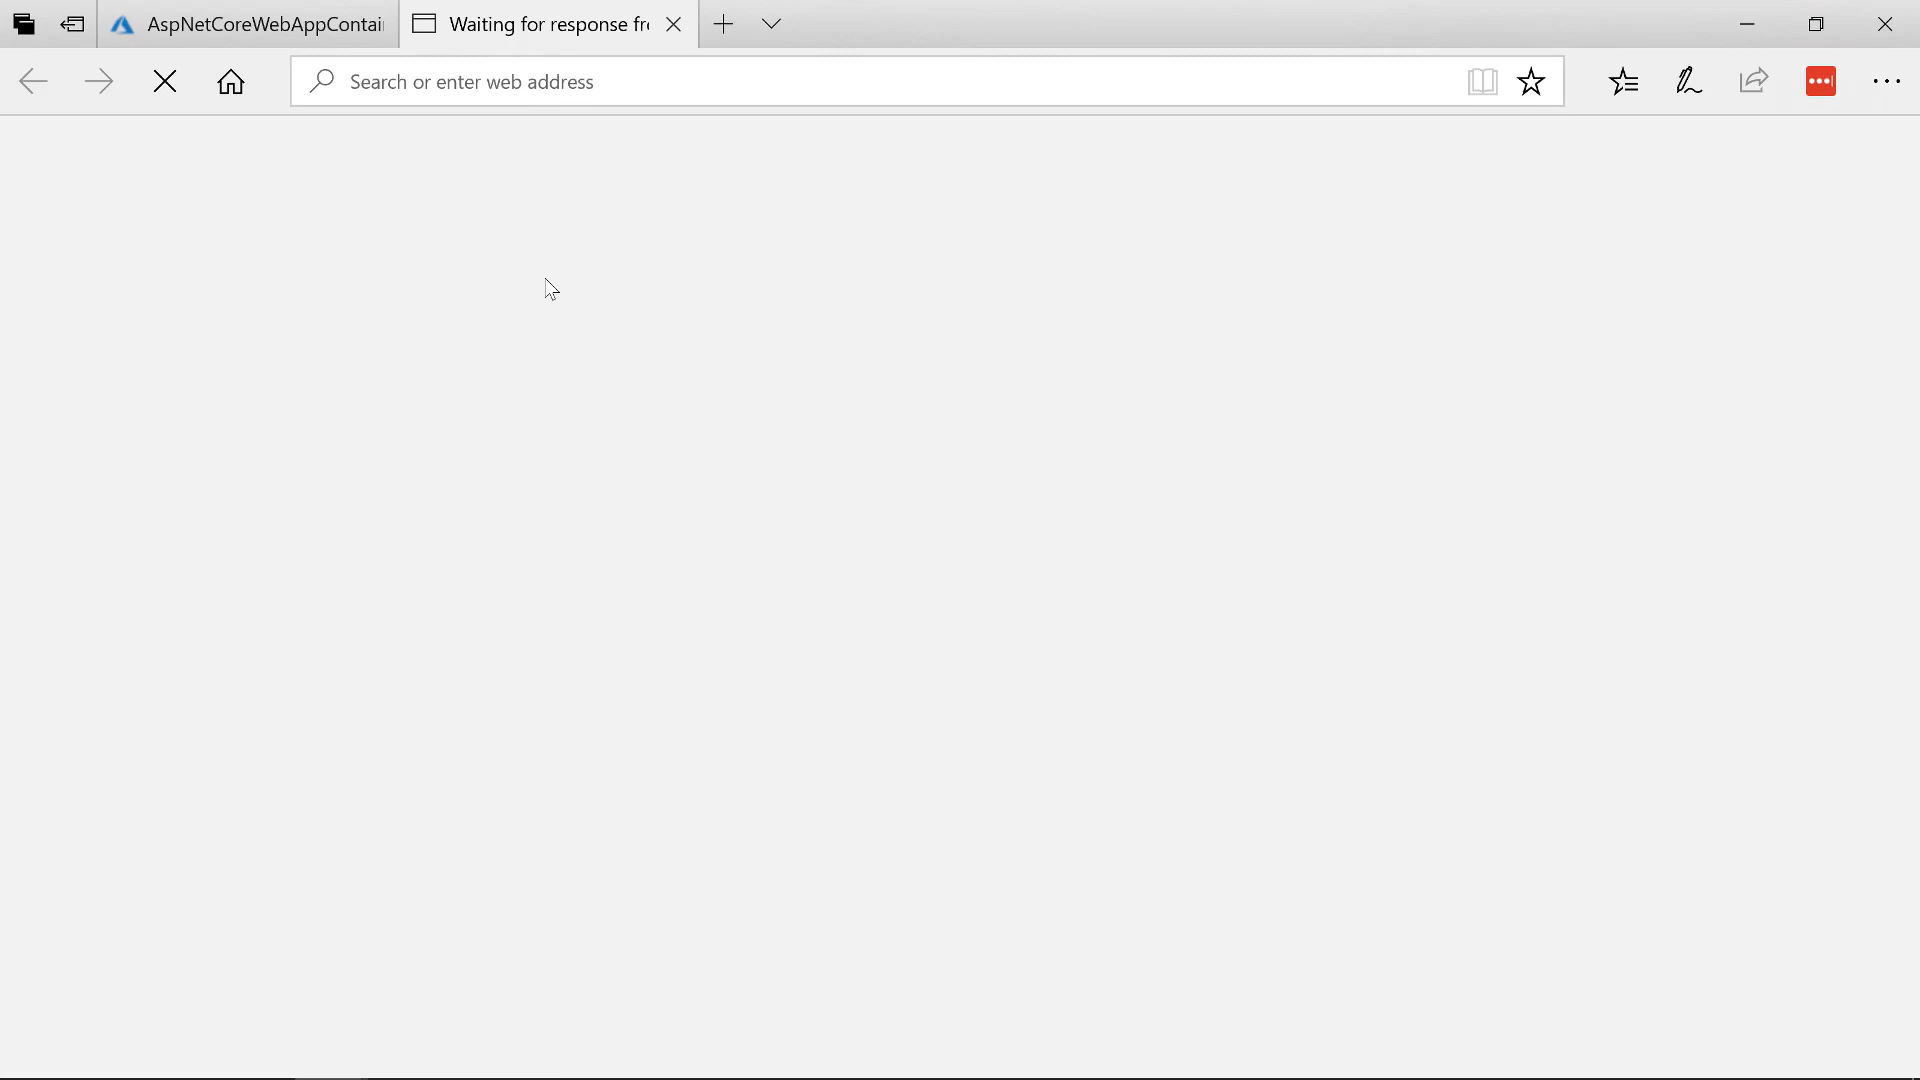 AspNetCoreWebAppContai
Waiting for response fr
Search or enter web address